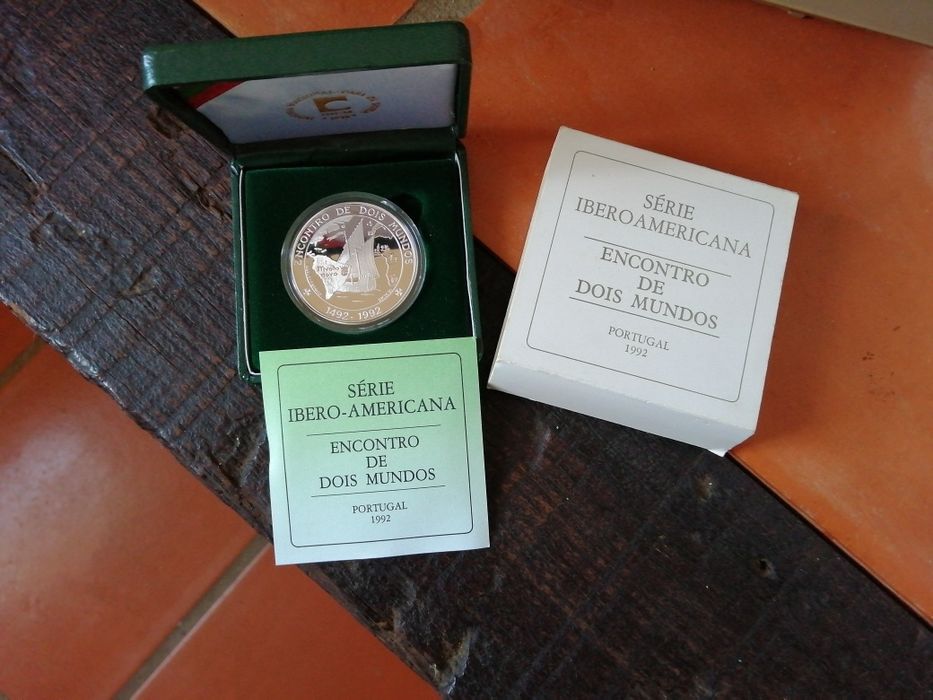 ENCONTRO DE DOIS MUNDOS
1492 - 1992
SÉRIE
IBEROAMERICANA
ENCONTRO
DE
DOIS MUNDOS
PORTUGAL
1992
SÉRIE
IBERO-AMERICANA
ENCONTRO
DE
DOIS MUNDOS
PORTUGAL
1992